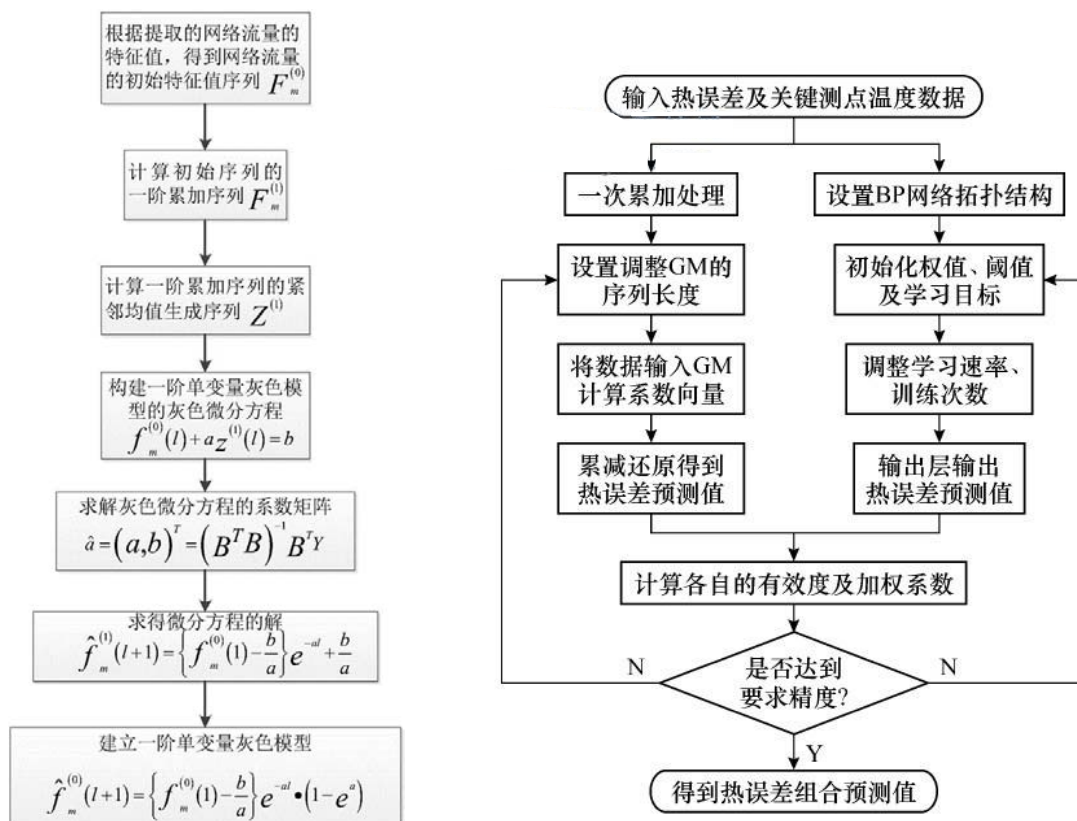 根据提取的网络流量的
特征值，得到网络流量
的初始特征值序列 F_m^{(0)}
计算初始序列的
一阶累加序列 F_m^{(1)}
计算一阶累加序列的紧
邻均值生成序列 Z^{(1)}
构建一阶单变量灰色模
型的灰色微分方程
f_m^{(0)}(l)+az^{(1)}(l)=b
求解灰色微分方程的系数矩阵
â=(a,b)^T=(B^T B)^{-1} B^T Y
求得微分方程的解
\hat{f}_m^{(1)}(l+1)={f_m^{(0)}(1)-\frac{b}{a}}e^{-al}+\frac{b}{a}
建立一阶单变量灰色模型
\hat{f}_m^{(0)}(l+1)={f_m^{(0)}(1)-\frac{b}{a}}e^{-al}•(1-e^a)
输入热误差及关键测点温度数据
一次累加处理
设置调整GM的
序列长度
将数据输入GM
计算系数向量
累减还原得到
热误差预测值
设置BP网络拓扑结构
初始化权值、阈值
及学习目标
调整学习速率、
训练次数
输出层输出
热误差预测值
计算各自的有效度及加权系数
N
是否达到
要求精度?
N
Y
得到热误差组合预测值